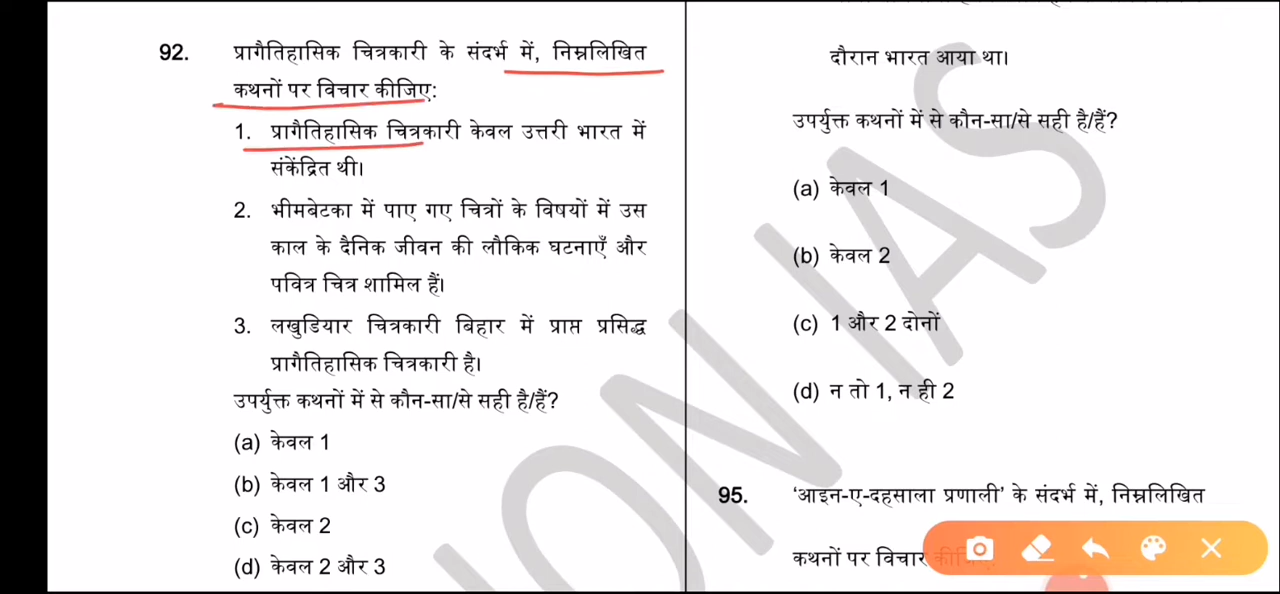 92. प्रागैतिहासिक चित्रकारी के संदर्भ में, निम्नलिखित
कथनों पर विचार कीजिए:
1. प्रागैतिहासिक चित्रकारी केवल उत्तरी भारत में
संकेंद्रित थी।
2. भीमबेटका में पाए गए चित्रों के विषयों में उस
काल के दैनिक जीवन की लौकिक घटनाएँ और
पवित्र चित्र शामिल हैं।
3. लखुडियार चित्रकारी बिहार में प्राप्त प्रसिद्ध
प्रागैतिहासिक चित्रकारी है।
उपर्युक्त कथनों में से कौन-सा/से सही है/हैं?
(a) केवल 1
(b) केवल 1 और 3
(c) केवल 2
(d) केवल 2 और 3
दौरान भारत आया था।
उपर्युक्त कथनों में से कौन-सा/से सही है/हैं?
(a) केवल 1
(b) केवल 2
(c) 1 और 2 दोनों
(d) न तो 1, न ही 2
95. ‘आइन-ए-दहसाला प्रणाली’ के संदर्भ में, निम्नलिखित
कथनों पर विचार कीजिए:
ION IAS